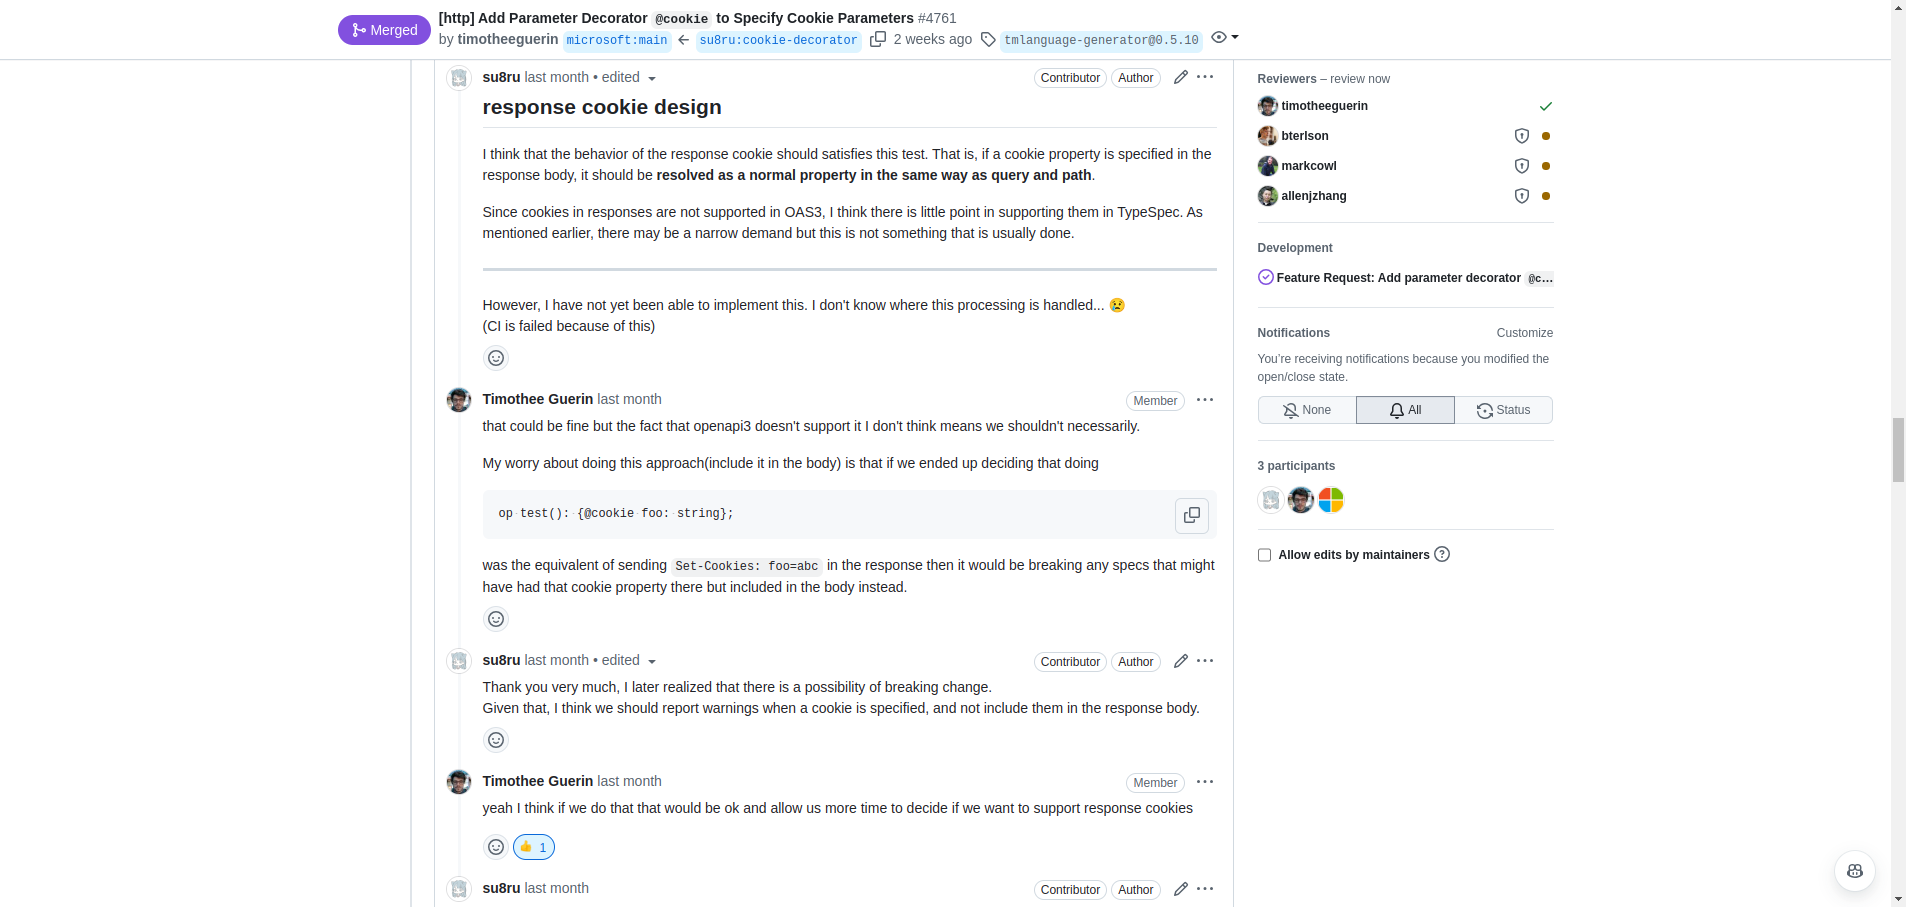 Merged
[http] Add Parameter Decorator @cookie to Specify Cookie Parameters #4761
by timotheeguerin microsoft:main ← su8ru:cookie-decorator 2 weeks ago tmlanguage-generator@0.5.10
su8ru last month • edited
Contributor Author
response cookie design
I think that the behavior of the response cookie should satisfies this test. That is, if a cookie property is specified in the
response body, it should be resolved as a normal property in the same way as query and path.
Since cookies in responses are not supported in OAS3, I think there is little point in supporting them in TypeSpec. As
mentioned earlier, there may be a narrow demand but this is not something that is usually done.
However, I have not yet been able to implement this. I don't know where this processing is handled... 😢
(CI is failed because of this)
Timothee Guerin last month
Member
that could be fine but the fact that openapi3 doesn't support it I don't think means we shouldn't necessarily.
My worry about doing this approach(include it in the body) is that if we ended up deciding that doing
op test(): {@cookie foo: string};
was the equivalent of sending Set-Cookies: foo=abc in the response then it would be breaking any specs that might
have had that cookie property there but included in the body instead.
su8ru last month • edited
Contributor Author
Thank you very much, I later realized that there is a possibility of breaking change.
Given that, I think we should report warnings when a cookie is specified, and not include them in the response body.
Timothee Guerin last month
Member
yeah I think if we do that that would be ok and allow us more time to decide if we want to support response cookies
👍 1
su8ru last month
Contributor Author
Reviewers – review now
timotheeguerin
bterlson
markcowl
allenjzhang
Development
Feature Request: Add parameter decorator @c...
Notifications Customize
You're receiving notifications because you modified the
open/close state.
None All Status
3 participants
Allow edits by maintainers